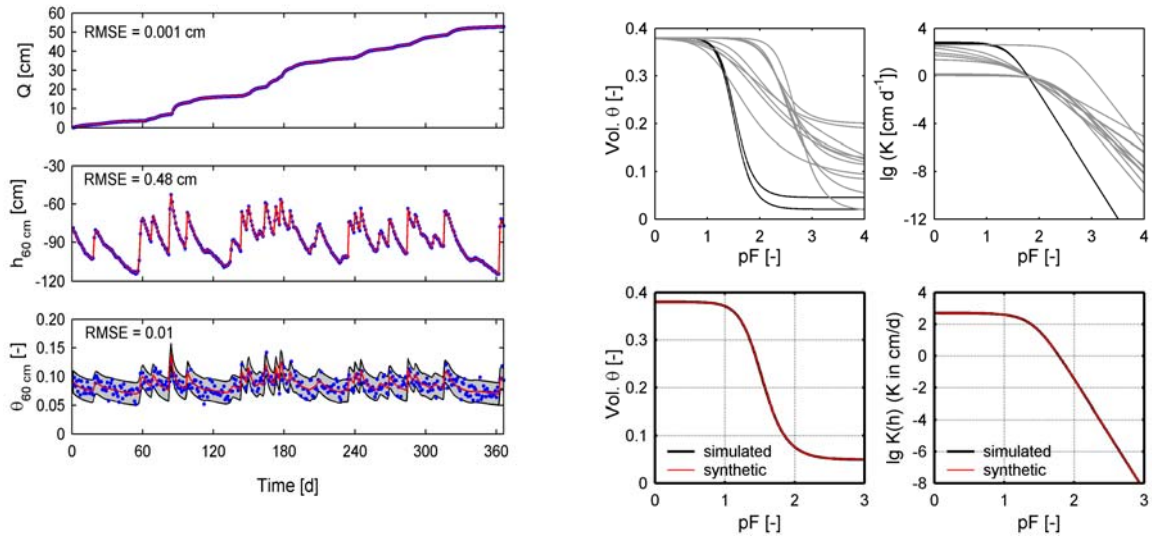 60
50
40
30
20
10
0
Q [cm]
RMSE = 0.001 cm
-30
-60
-90
-120
h60 cm [cm]
RMSE = 0.48 cm
0.20
0.15
0.10
0.05
0
θ60 cm [-]
RMSE = 0.01
0 60 120 180 240 300 360
Time [d]
0.4
0.3
0.2
0.1
0
Vol. θ [-]
0 1 2 3 4
pF [-]
4
0
-4
-8
-12
lg (K [cm d-1])
0 1 2 3 4
pF [-]
0.4
0.3
0.2
0.1
0
Vol. θ [-]
simulated
synthetic
0 1 2 3
pF [-]
4
2
0
-2
-4
-6
-8
lg K(h) (K in cm/d)
simulated
synthetic
0 1 2 3
pF [-]